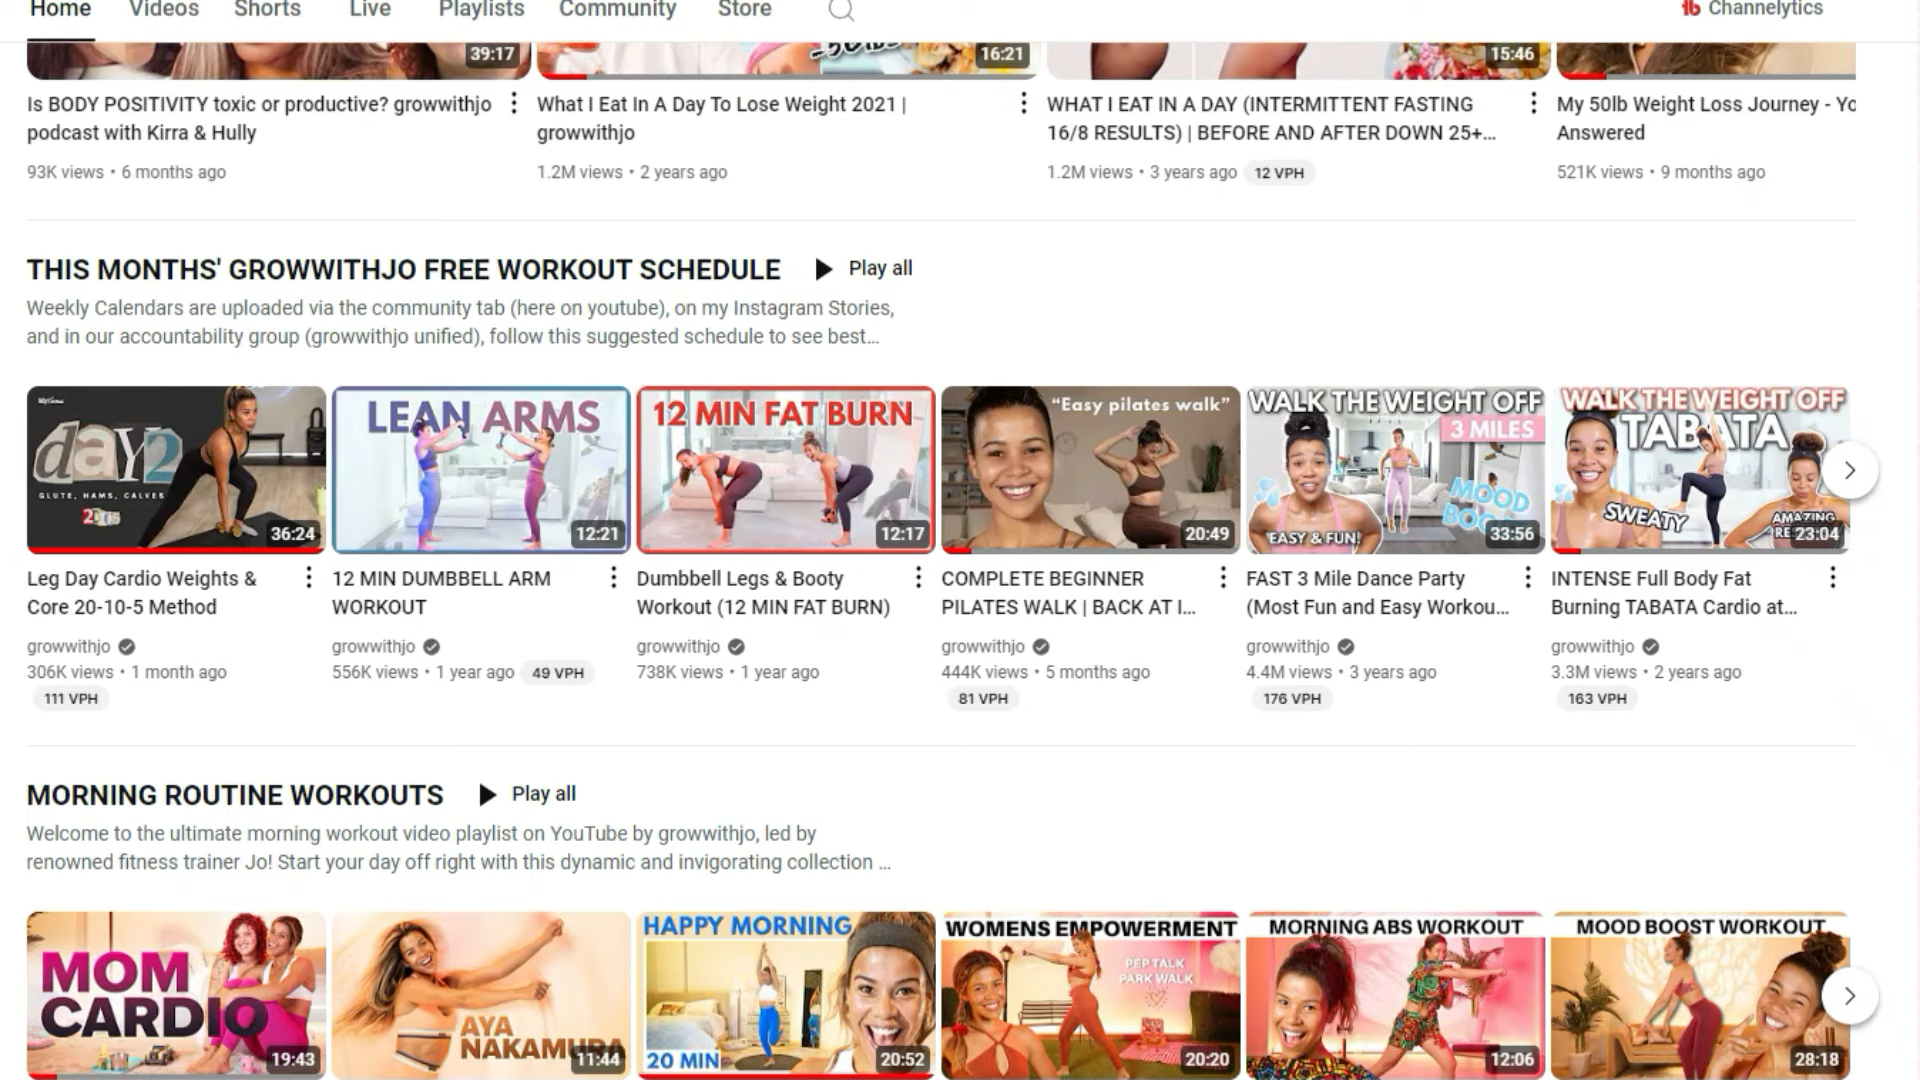 Home Videos Shorts Live Playlists Community Store
Channelytics
39:17
16:21
15:46
Is BODY POSITIVITY toxic or productive? growwithjo
podcast with Kirra & Hully
93K views • 6 months ago
What I Eat In A Day To Lose Weight 2021 |
growwithjo
1.2M views • 2 years ago
WHAT I EAT IN A DAY (INTERMITTENT FASTING
16/8 RESULTS) | BEFORE AND AFTER DOWN 25+...
1.2M views • 3 years ago 12 VPH
My 50lb Weight Loss Journey - Yo
Answered
521K views • 9 months ago
THIS MONTHS' GROWWITHJO FREE WORKOUT SCHEDULE Play all
Weekly Calendars are uploaded via the community tab (here on youtube), on my Instagram Stories,
and in our accountability group (growwithjo unified), follow this suggested schedule to see best...
day2
GLUTE, HAMS, CALVES
36:24
Leg Day Cardio Weights &
Core 20-10-5 Method
growwithjo
306K views • 1 month ago
111 VPH
LEAN ARMS
12:21
12 MIN DUMBBELL ARM
WORKOUT
growwithjo
556K views • 1 year ago 49 VPH
12 MIN FAT BURN
12:17
Dumbbell Legs & Booty
Workout (12 MIN FAT BURN)
growwithjo
738K views • 1 year ago
"Easy pilates walk"
20:49
COMPLETE BEGINNER
PILATES WALK | BACK AT I...
growwithjo
444K views • 5 months ago
81 VPH
WALK THE WEIGHT OFF
3 MILES
MOOD
EASY & FUN!
33:56
FAST 3 Mile Dance Party
(Most Fun and Easy Workou...
growwithjo
4.4M views • 3 years ago
176 VPH
WALK THE WEIGHT OFF
TABATA
SWEATY
AMAZING
23:04
INTENSE Full Body Fat
Burning TABATA Cardio at...
growwithjo
3.3M views • 2 years ago
163 VPH
MORNING ROUTINE WORKOUTS Play all
Welcome to the ultimate morning workout video playlist on YouTube by growwithjo, led by
renowned fitness trainer Jo! Start your day off right with this dynamic and invigorating collection ...
MOM
CARDIO
19:43
AYA
NAKAMURA
11:44
HAPPY MORNING
20 MIN
20:52
WOMENS EMPOWERMENT
PEP TALK
PARK WALK
20:20
MORNING ABS WORKOUT
12:06
MOOD BOOST WORKOUT
28:18